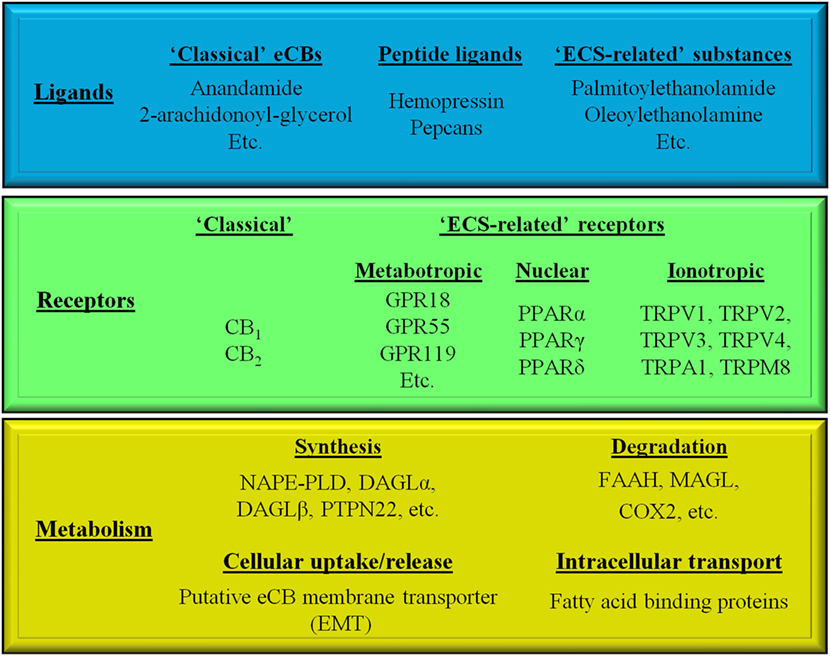 Ligands
‘Classical’ eCBs
Anandamide
2-arachidonoyl-glycerol
Etc.
Peptide ligands
Hemopressin
Pepcans
‘ECS-related’ substances
Palmitoylethanolamide
Oleoylethanolamine
Etc.
Receptors
‘Classical’
CB1
CB2
‘ECS-related’ receptors
Metabotropic
GPR18
GPR55
GPR119
Etc.
Nuclear
PPARα
PPARγ
PPARδ
Ionotropic
TRPV1, TRPV2,
TRPV3, TRPV4,
TRPA1, TRPM8
Metabolism
Synthesis
NAPE-PLD, DAGLα,
DAGLβ, PTPN22, etc.
Degradation
FAAH, MAGL,
COX2, etc.
Cellular uptake/release
Putative eCB membrane transporter
(EMT)
Intracellular transport
Fatty acid binding proteins